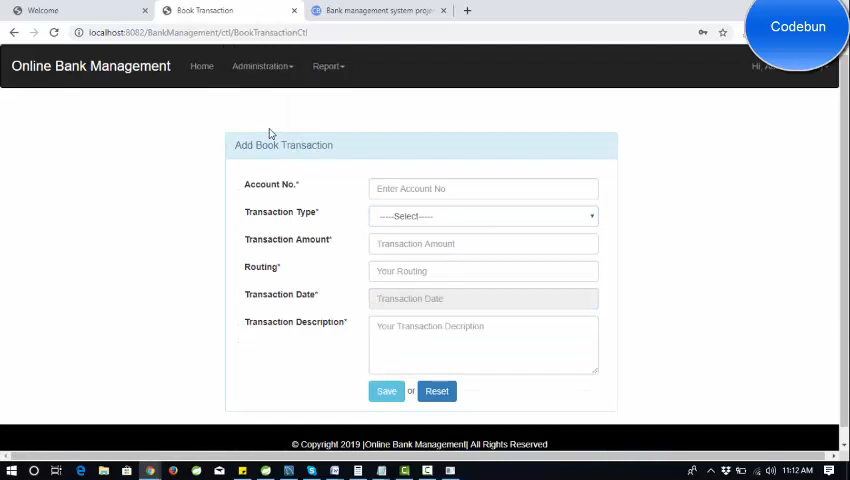 Welcome
Book Transaction
Bank management system proje
Codebun
localhost:8082/BankManagement/ctl/BookTransactionCtl
Online Bank Management
Home
Administration
Report
Hi,
Add Book Transaction
Account No.*
Enter Account No
Transaction Type*
-----Select-----
Transaction Amount*
Transaction Amount
Routing*
Your Routing
Transaction Date*
Transaction Date
Transaction Description*
Your Transaction Decription
Save or Reset
© Copyright 2019 |Online Bank Management| All Rights Reserved
11:12 AM